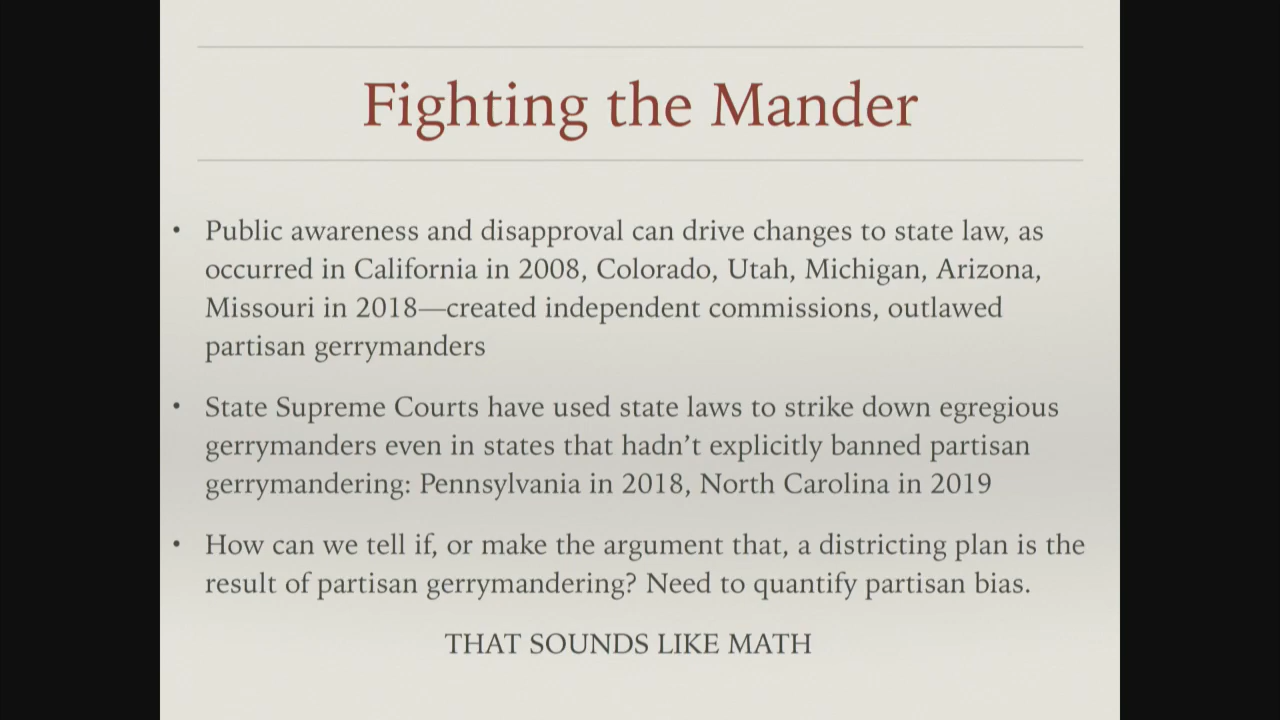 Fighting the Mander
• Public awareness and disapproval can drive changes to state law, as
occurred in California in 2008, Colorado, Utah, Michigan, Arizona,
Missouri in 2018—created independent commissions, outlawed
partisan gerrymanders
• State Supreme Courts have used state laws to strike down egregious
gerrymanders even in states that hadn’t explicitly banned partisan
gerrymandering: Pennsylvania in 2018, North Carolina in 2019
• How can we tell if, or make the argument that, a districting plan is the
result of partisan gerrymandering? Need to quantify partisan bias.
THAT SOUNDS LIKE MATH